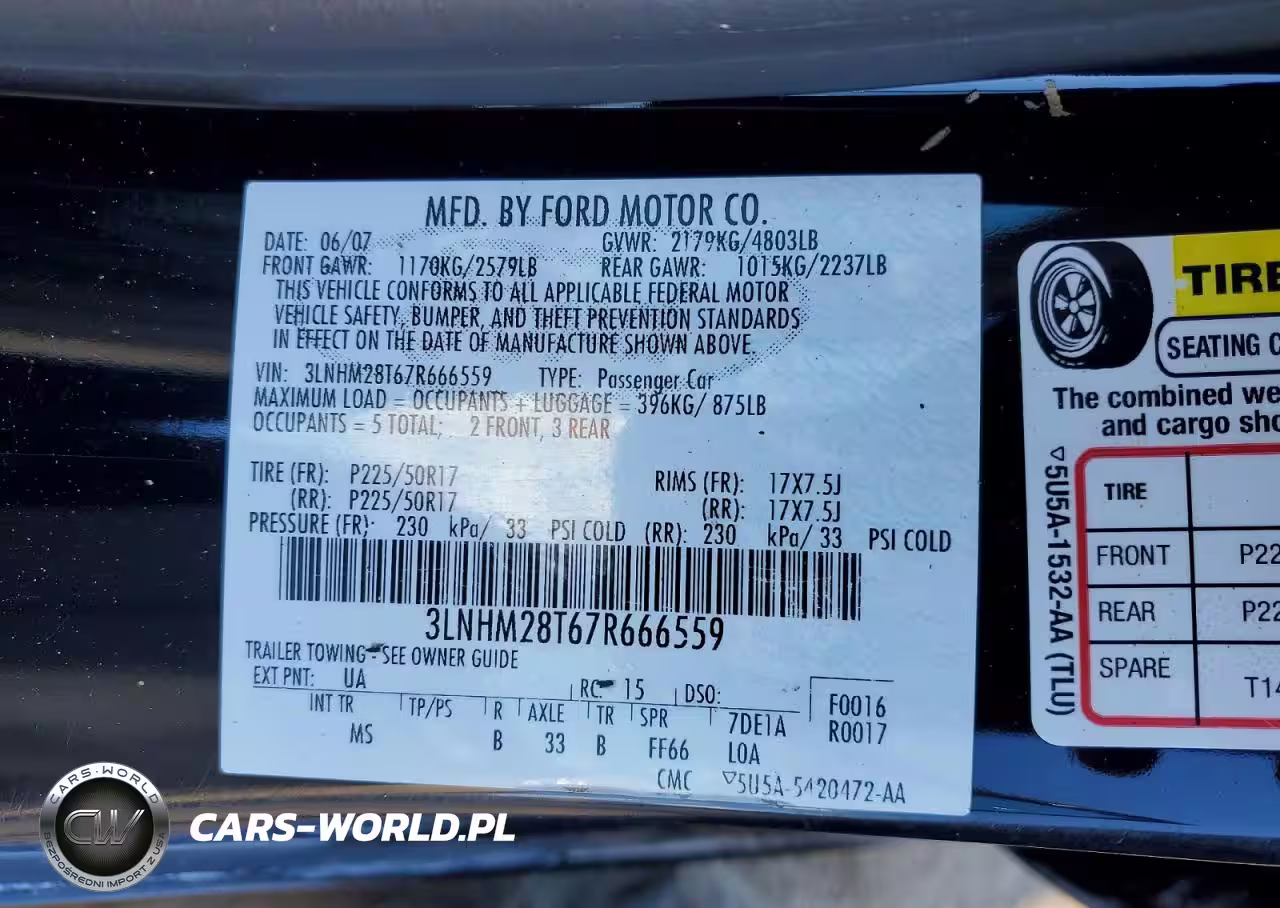 MFD. BY FORD MOTOR CO.
DATE: 06/07 GVWR: 2179KG/4803LB
FRONT GAWR: 1170KG/2579LB REAR GAWR: 1015KG/2237LB
THIS VEHICLE CONFORMS TO ALL APPLICABLE FEDERAL MOTOR
VEHICLE SAFETY, BUMPER, AND THEFT PREVENTION STANDARDS
IN EFFECT ON THE DATE OF MANUFACTURE SHOWN ABOVE.
VIN: 3LNHM28T67R666559 TYPE: Passenger Car
MAXIMUM LOAD = OCCUPANTS + LUGGAGE = 396KG/ 875LB
OCCUPANTS = 5 TOTAL; 2 FRONT, 3 REAR
TIRE (FR): P225/50R17 RIMS (FR): 17X7.5J
(RR): P225/50R17 (RR): 17X7.5J
PRESSURE (FR): 230 kPa/ 33 PSI COLD (RR): 230 kPa/ 33 PSI COLD
3LNHM28T67R666559
TRAILER TOWING - SEE OWNER GUIDE
EXT PNT: UA RC: 15 DSO: F0016
INT TR TP/PS R AXLE TR SPR 7DE1A R0017
MS B 33 B FF66 L0A
CMC ▽5U5A-5420472-AA
TIRE
SEATING C
The combined we
and cargo sho
▽5U5A-1532-AA (TLU)
TIRE
FRONT P22
REAR P22
SPARE T14
CARS-WORLD
CW
BEZPOŚREDNI IMPORT Z USA
CARS-WORLD.PL